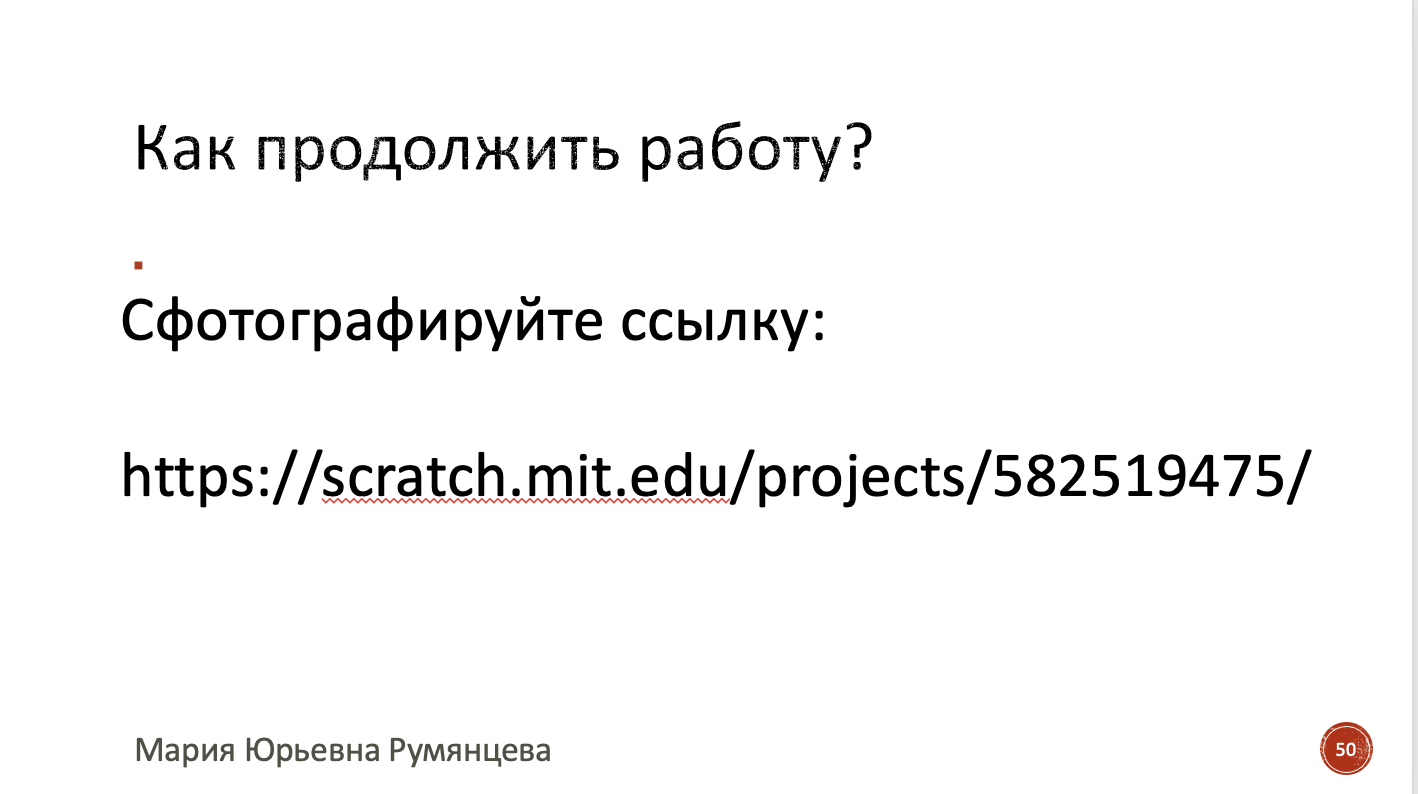 Как продолжить работу?
Сфотографируйте ссылку:
https://scratch.mit.edu/projects/582519475/
Мария Юрьевна Румянцева
50